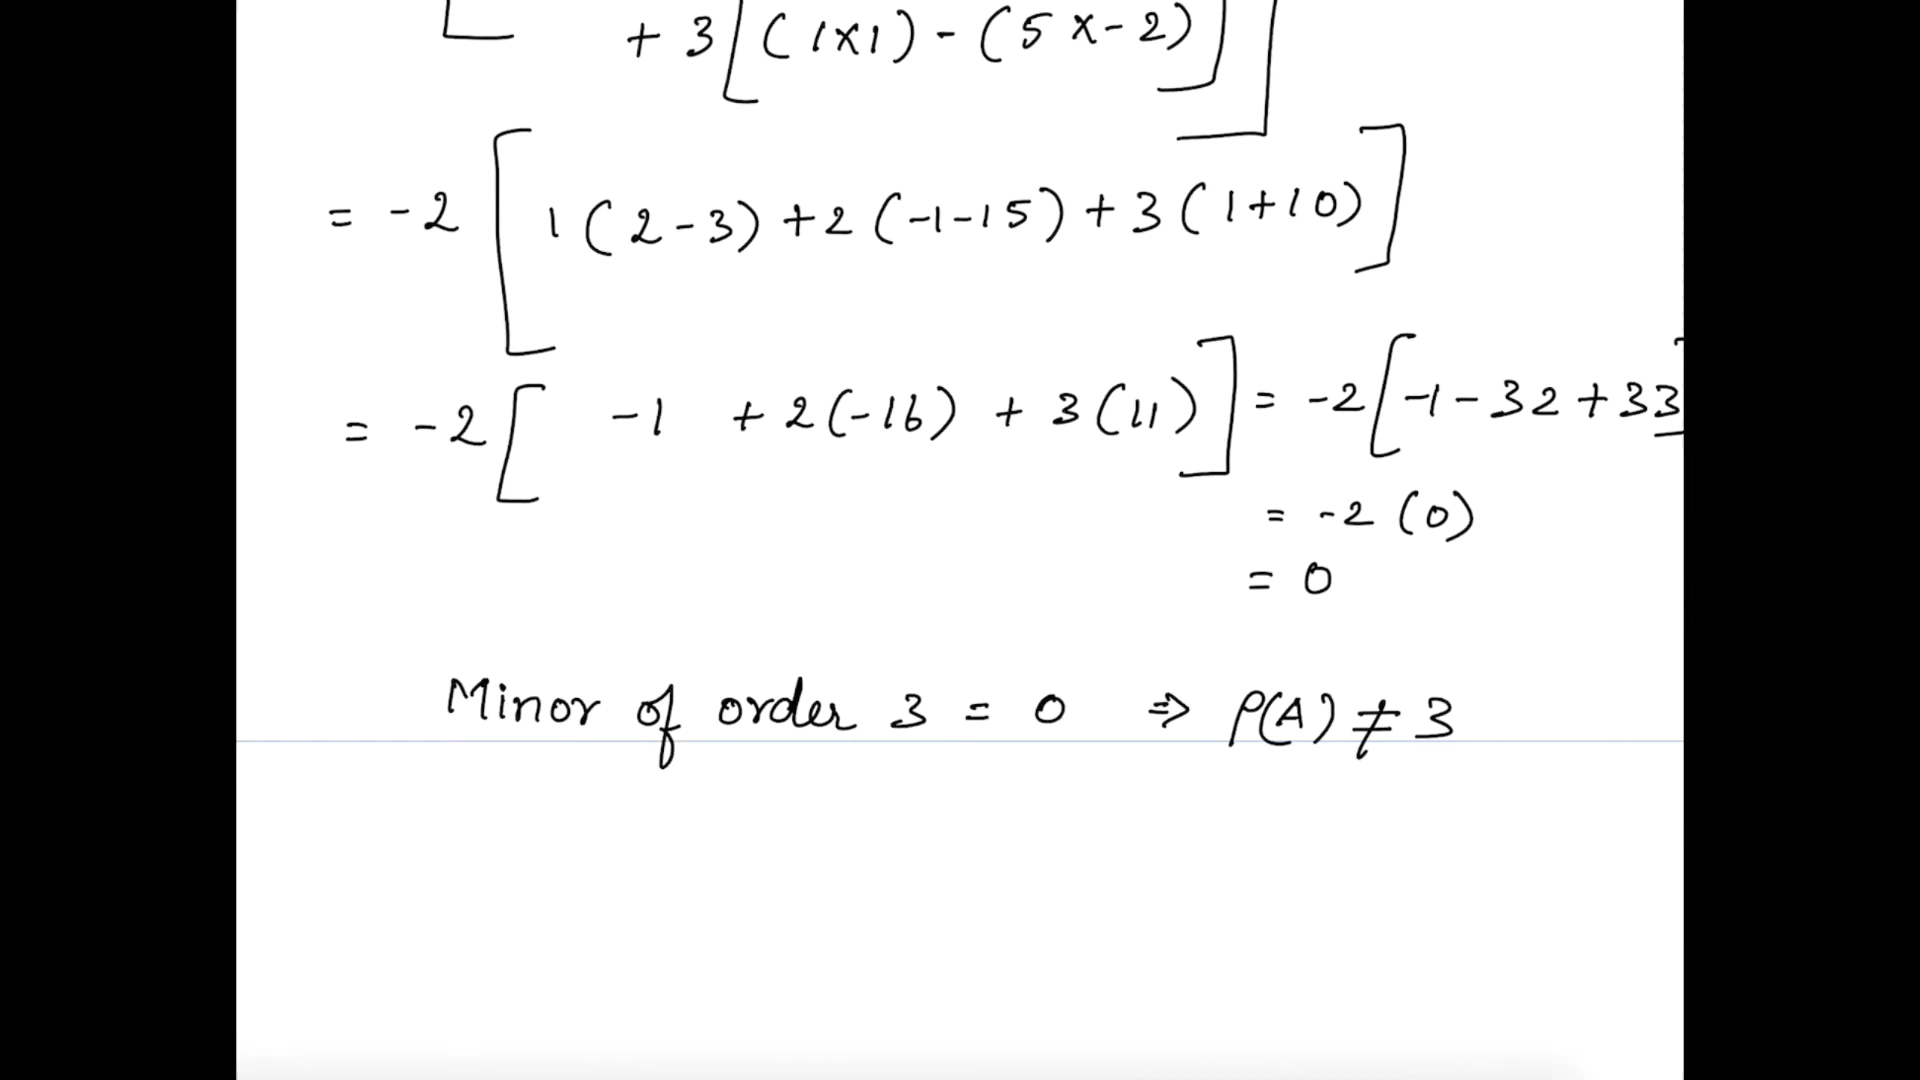 + 3[(1×1) - (5×-2)]]
= -2[1(2-3)+2(-1-15)+3(1+10)]
= -2[-1 +2(-16) + 3(11)] = -2[-1-32+33]
= -2(0)
= 0
Minor of order 3 = 0 ⇒ ρ(A) ≠ 3